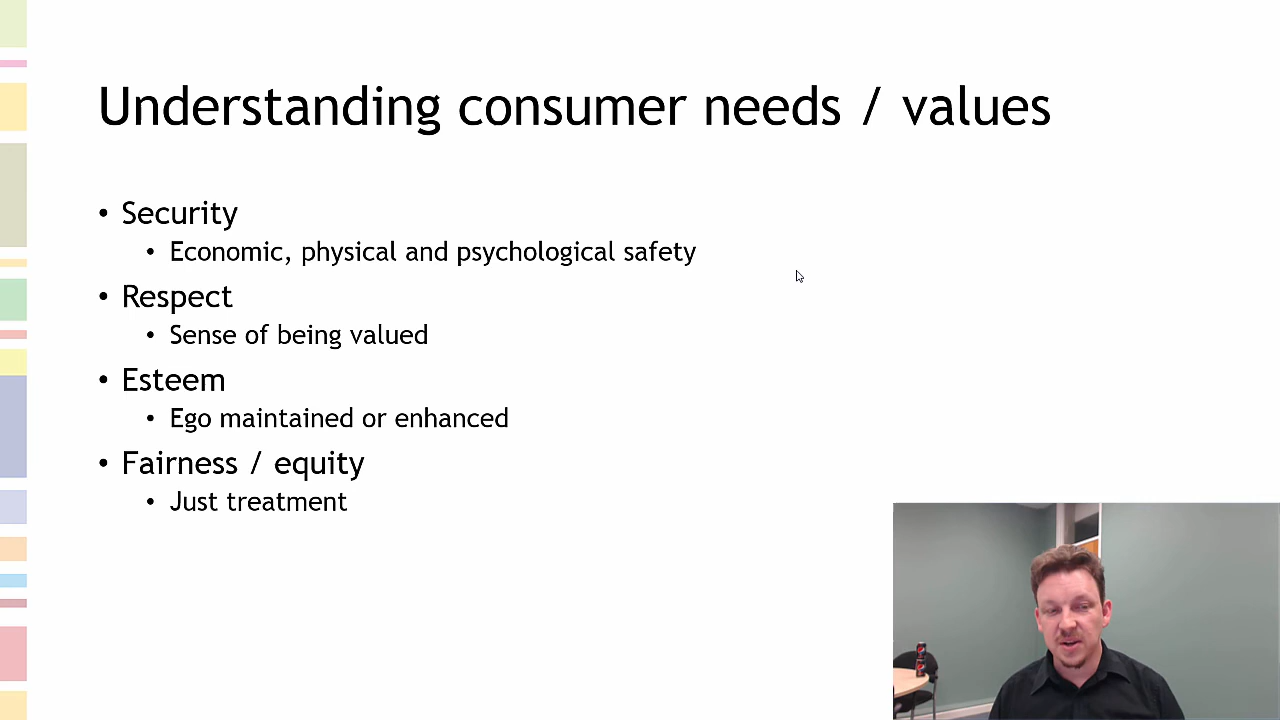 Understanding consumer needs / values
• Security
• Economic, physical and psychological safety
• Respect
• Sense of being valued
• Esteem
• Ego maintained or enhanced
• Fairness / equity
• Just treatment